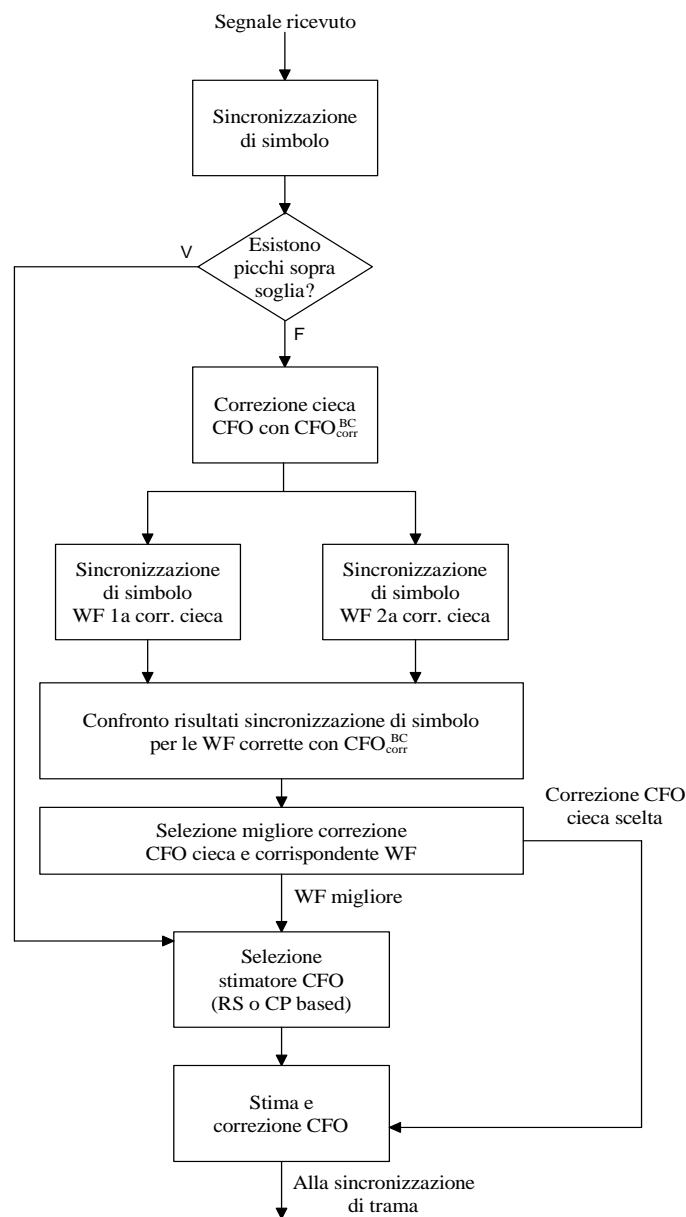 Segnale ricevuto
Sincronizzazione
di simbolo
Esistono
picchi sopra
soglia?
V
F
Correzione cieca
CFO con CFO^BC_corr
Sincronizzazione
di simbolo
WF 1a corr. cieca
Sincronizzazione
di simbolo
WF 2a corr. cieca
Confronto risultati sincronizzazione di simbolo
per le WF corrette con CFO^BC_corr
Selezione migliore correzione
CFO cieca e corrispondente WF
Correzione CFO
cieca scelta
WF migliore
Selezione
stimatore CFO
(RS o CP based)
Stima e
correzione CFO
Alla sincronizzazione
di trama